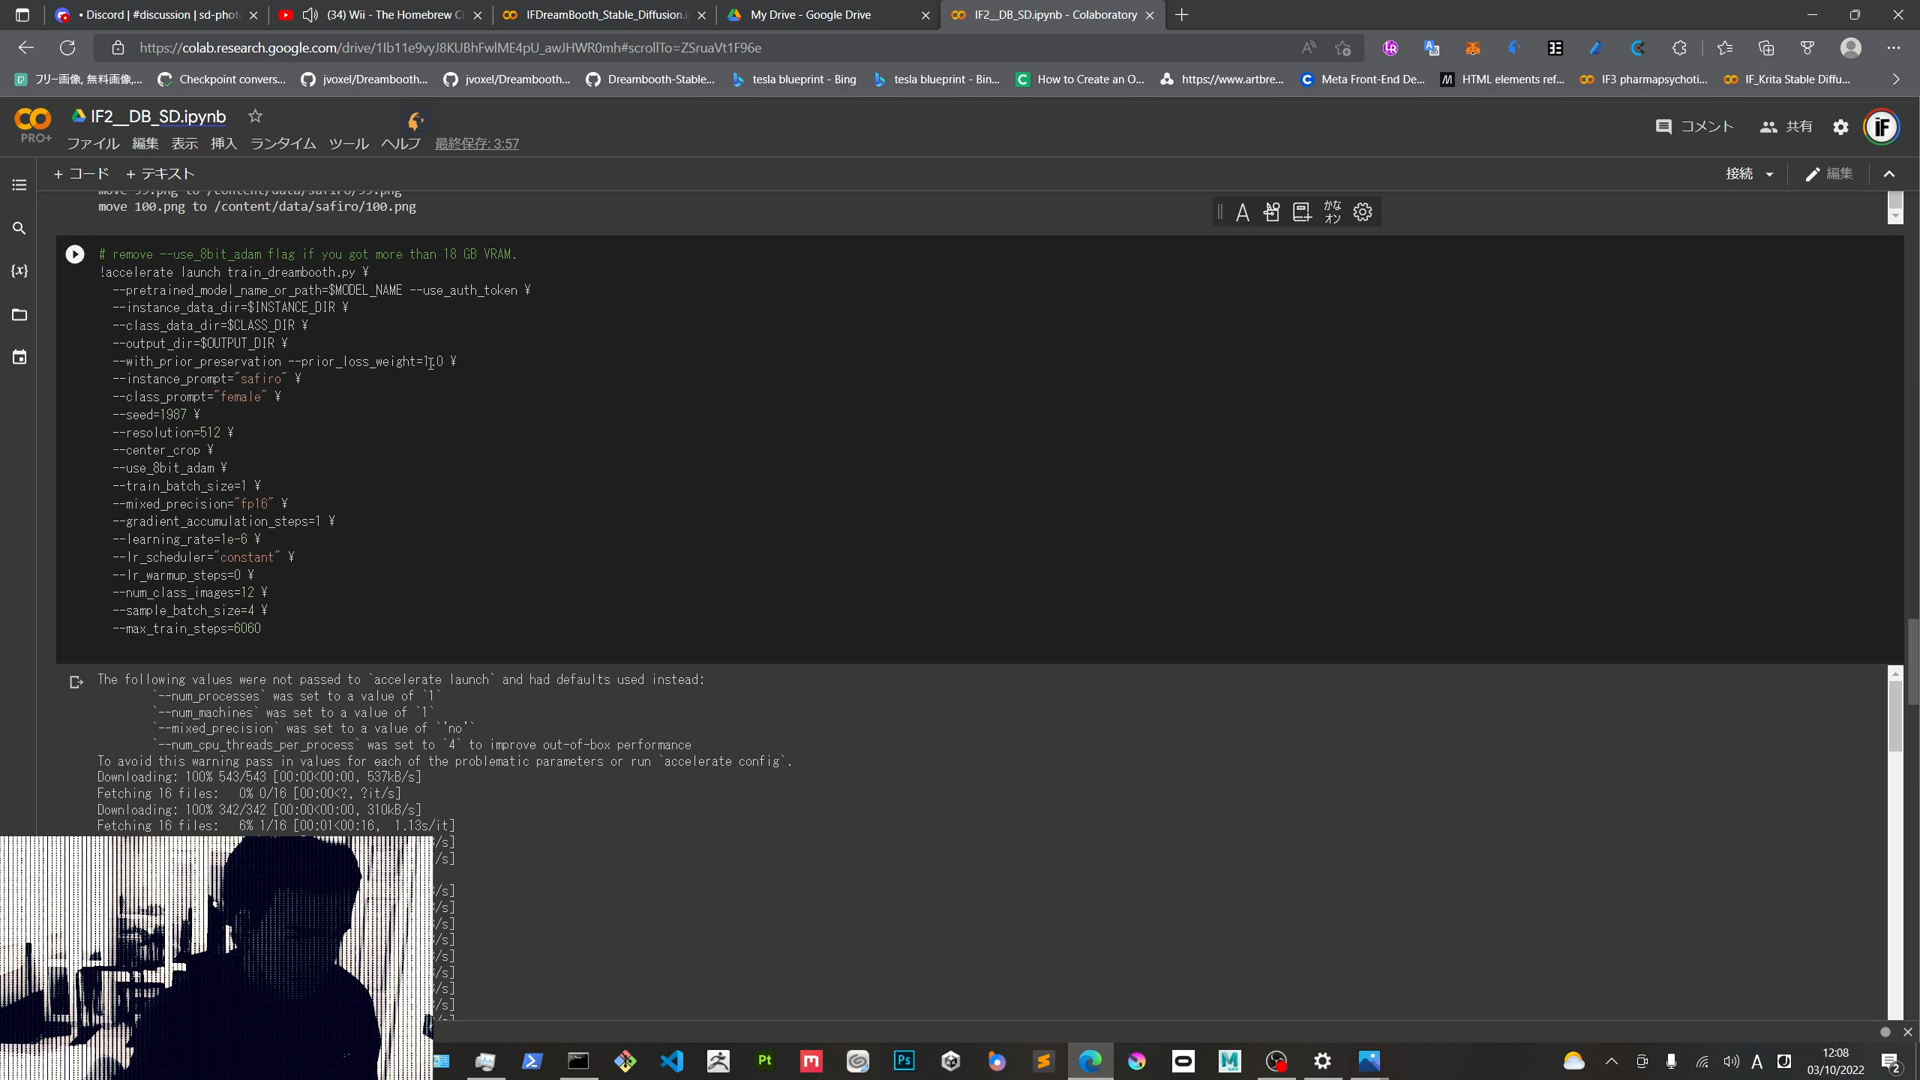 • Discord | #discussion | sd-phot
(34) Wii - The Homebrew Ch
IFDreamBooth_Stable_Diffusion.i
My Drive - Google Drive
IF2__DB_SD.ipynb - Colaboratory
https://colab.research.google.com/drive/1Ib11e9vyJ8KUBhFwlME4pU_awJHWR0mh#scrollTo=ZSruaVt1F96e
フリー画像, 無料画像,...
Checkpoint convers...
jvoxel/Dreambooth...
jvoxel/Dreambooth...
Dreambooth-Stable...
tesla blueprint - Bing
tesla blueprint - Bin...
How to Create an O...
https://www.artbre...
Meta Front-End De...
HTML elements ref...
IF3 pharmapsychoti...
IF_Krita Stable Diffu...
IF2__DB_SD.ipynb
PRO+
ファイル 編集 表示 挿入 ランタイム ツール ヘルプ 最終保存: 3:57
コメント 共有
+ コード + テキスト
接続 編集
move 99.png to /content/data/safiro/99.png
move 100.png to /content/data/safiro/100.png
A かな オン
# remove --use_8bit_adam flag if you got more than 18 GB VRAM.
!accelerate launch train_dreambooth.py ¥
--pretrained_model_name_or_path=$MODEL_NAME --use_auth_token ¥
--instance_data_dir=$INSTANCE_DIR ¥
--class_data_dir=$CLASS_DIR ¥
--output_dir=$OUTPUT_DIR ¥
--with_prior_preservation --prior_loss_weight=1.0 ¥
--instance_prompt="safiro" ¥
--class_prompt="female" ¥
--seed=1987 ¥
--resolution=512 ¥
--center_crop ¥
--use_8bit_adam ¥
--train_batch_size=1 ¥
--mixed_precision="fp16" ¥
--gradient_accumulation_steps=1 ¥
--learning_rate=1e-6 ¥
--lr_scheduler="constant" ¥
--lr_warmup_steps=0 ¥
--num_class_images=12 ¥
--sample_batch_size=4 ¥
--max_train_steps=6060
The following values were not passed to `accelerate launch` and had defaults used instead:
`--num_processes` was set to a value of `1`
`--num_machines` was set to a value of `1`
`--mixed_precision` was set to a value of `'no'`
`--num_cpu_threads_per_process` was set to `4` to improve out-of-box performance
To avoid this warning pass in values for each of the problematic parameters or run `accelerate config`.
Downloading: 100% 543/543 [00:00<00:00, 537kB/s]
Fetching 16 files: 0% 0/16 [00:00<?, ?it/s]
Downloading: 100% 342/342 [00:00<00:00, 310kB/s]
Fetching 16 files: 6% 1/16 [00:01<00:16, 1.13s/it]
/s]
/s]
/s]
/s]
/s]
/s]
/s]
/s]
/s]
/s]
12:08
03/10/2022